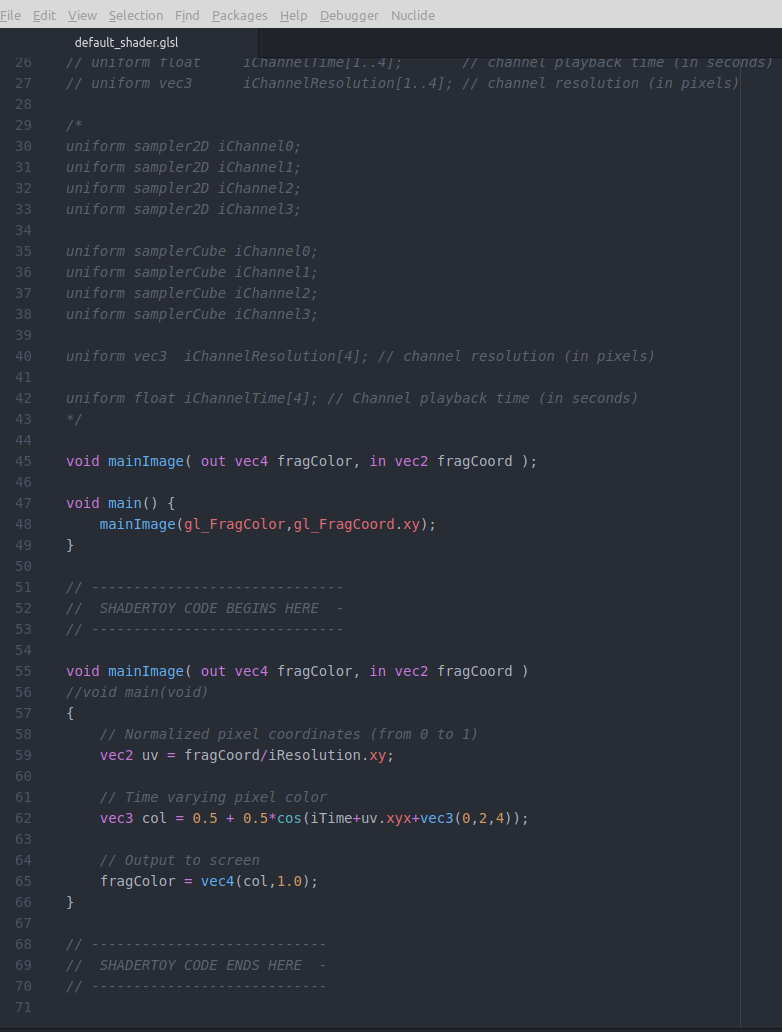 File Edit View Selection Find Packages Help Debugger Nuclide
default_shader.glsl
26 // uniform float     iChannelTime[1..4];       // channel playback time (in seconds)
27 // uniform vec3      iChannelResolution[1..4]; // channel resolution (in pixels)
28
29 /*
30 uniform sampler2D iChannel0;
31 uniform sampler2D iChannel1;
32 uniform sampler2D iChannel2;
33 uniform sampler2D iChannel3;
34
35 uniform samplerCube iChannel0;
36 uniform samplerCube iChannel1;
37 uniform samplerCube iChannel2;
38 uniform samplerCube iChannel3;
39
40 uniform vec3  iChannelResolution[4]; // channel resolution (in pixels)
41
42 uniform float iChannelTime[4]; // Channel playback time (in seconds)
43 */
44
45 void mainImage( out vec4 fragColor, in vec2 fragCoord );
46
47 void main() {
48     mainImage(gl_FragColor,gl_FragCoord.xy);
49 }
50
51 // ------------------------------
52 //  SHADERTOY CODE BEGINS HERE  -
53 // ------------------------------
54
55 void mainImage( out vec4 fragColor, in vec2 fragCoord )
56 //void main(void)
57 {
58     // Normalized pixel coordinates (from 0 to 1)
59     vec2 uv = fragCoord/iResolution.xy;
60
61     // Time varying pixel color
62     vec3 col = 0.5 + 0.5*cos(iTime+uv.xyx+vec3(0,2,4));
63
64     // Output to screen
65     fragColor = vec4(col,1.0);
66 }
67
68 // ----------------------------
69 //  SHADERTOY CODE ENDS HERE  -
70 // ----------------------------
71